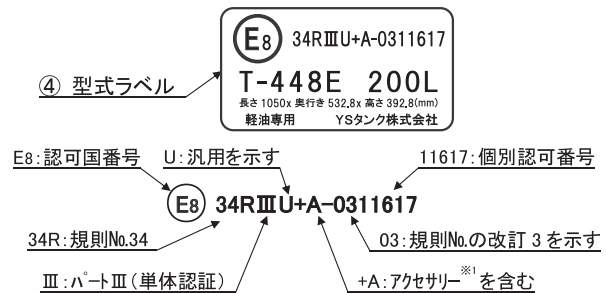 E8 34RⅢU+A-0311617
T-448E 200L
長さ 1050x 奥行き 532.8x 高さ 392.8(mm)
軽油専用 YSタンク株式会社
④ 型式ラベル
E8:認可国番号 U:汎用を示す 11617:個別認可番号
E8 34RⅢU+A-0311617
34R:規則№34 03:規則№の改訂 3 を示す
Ⅲ:パートⅢ(単体認証) +A:アクセサリー※1を含む